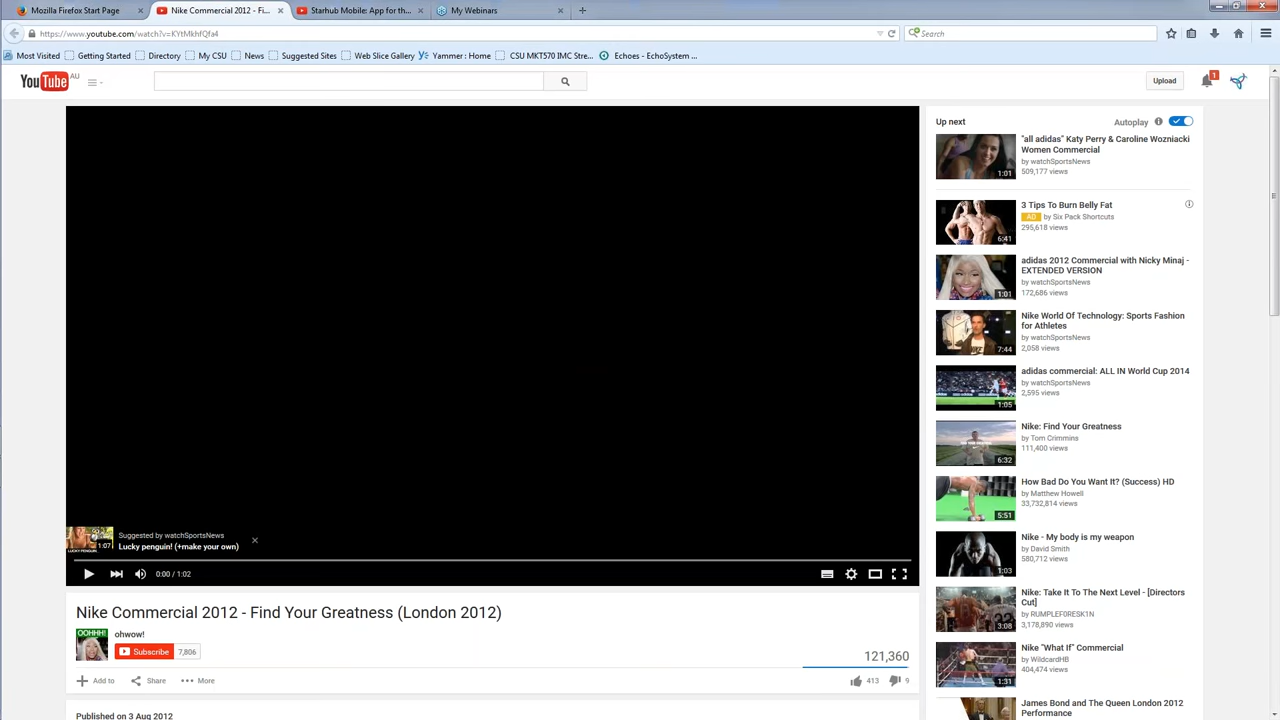 Mozilla Firefox Start Page
Nike Commercial 2012 - Fi...
Starhub Mobile: App for th...
My Webinars
https://www.youtube.com/watch?v=KYtMkhfQfa4
Search
Most Visited
Getting Started
Directory
My CSU
News
Suggested Sites
Web Slice Gallery
Yammer : Home
CSU MKT570 IMC Stre...
Echoes - EchoSystem ...
YouTube AU
Upload
1
Up next
Autoplay
"all adidas" Katy Perry & Caroline Wozniacki
Women Commercial
by watchSportsNews
509,177 views
1:01
3 Tips To Burn Belly Fat
AD by Six Pack Shortcuts
295,618 views
6:41
adidas 2012 Commercial with Nicky Minaj -
EXTENDED VERSION
by watchSportsNews
172,686 views
1:01
Nike World Of Technology: Sports Fashion
for Athletes
by watchSportsNews
2,058 views
7:44
adidas commercial: ALL IN World Cup 2014
by watchSportsNews
2,595 views
1:05
Nike: Find Your Greatness
by Tom Crimmins
111,400 views
6:32
How Bad Do You Want It? (Success) HD
by Matthew Howell
33,732,814 views
5:51
Nike - My body is my weapon
by David Smith
580,712 views
1:03
Nike: Take It To The Next Level - [Directors
Cut]
by RUMPLEF0RESK1N
3,178,890 views
3:08
Nike "What If" Commercial
by WildcardHB
404,474 views
1:31
James Bond and The Queen London 2012
Performance
Suggested by watchSportsNews
Lucky penguin! (+make your own)
1:07
LUCKY PENGUIN
0:00 / 1:02
Nike Commercial 2012 - Find Your Greatness (London 2012)
OOHHH!
ohwow!
Subscribe
7,806
121,360
Add to
Share
More
413
9
Published on 3 Aug 2012